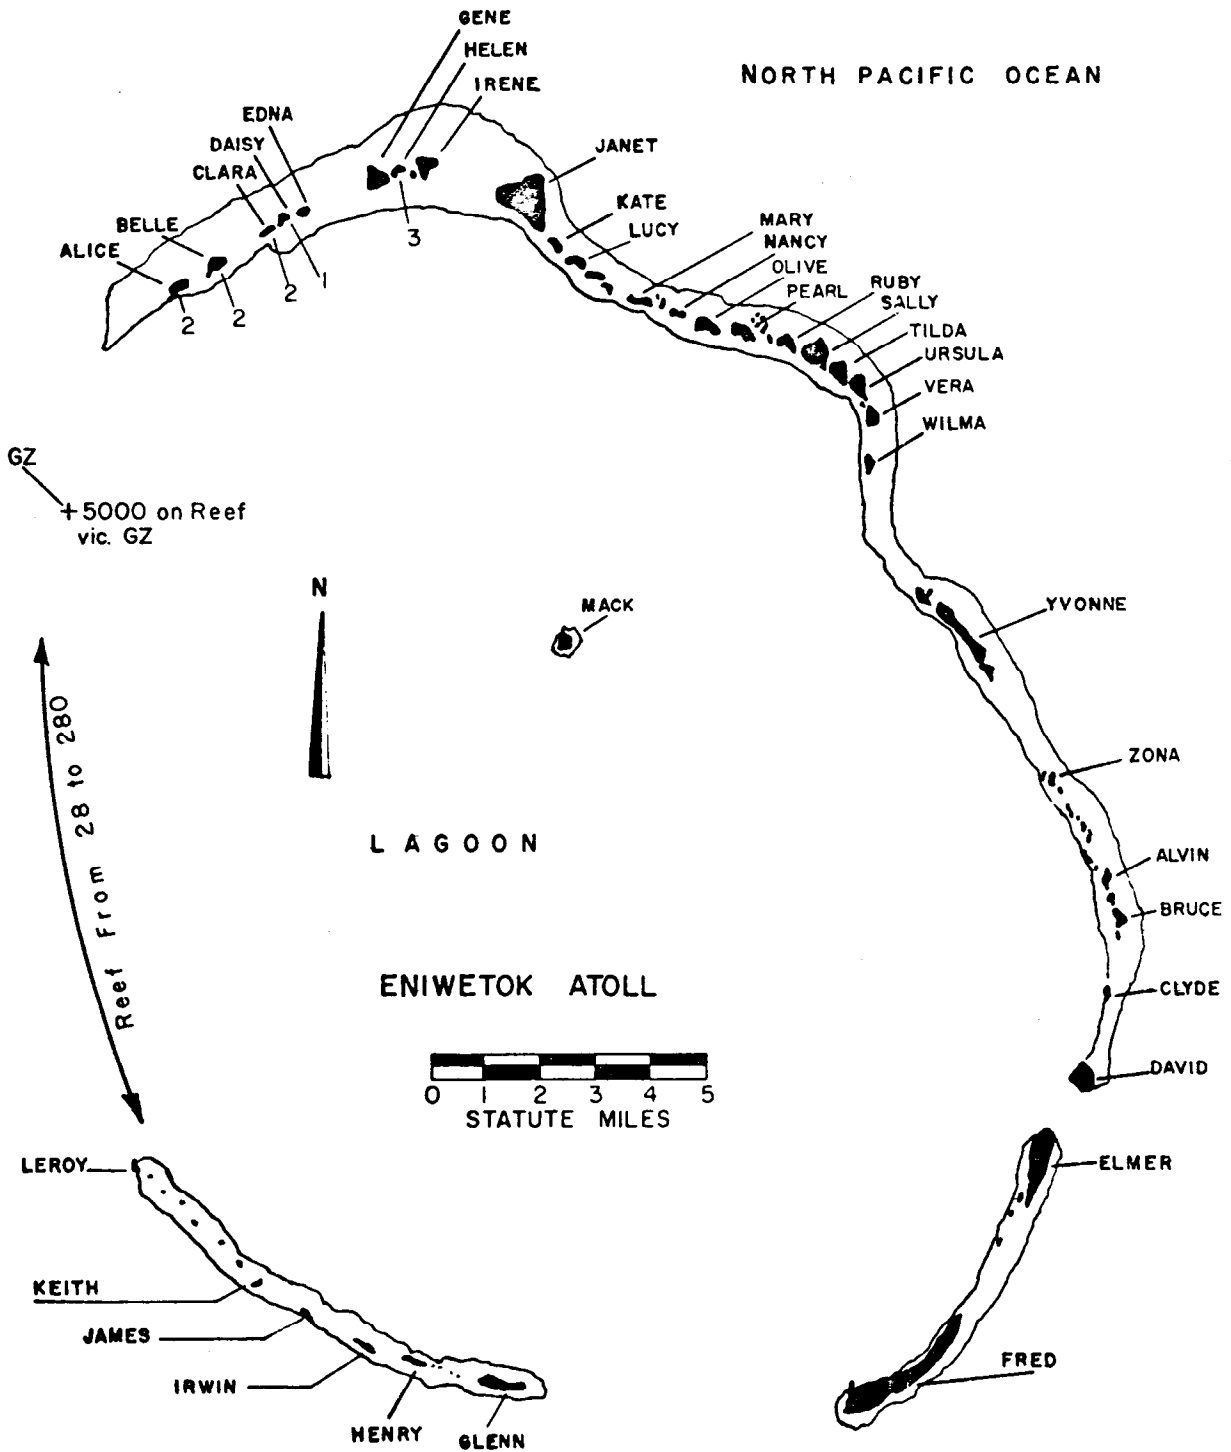 GENE
HELEN
IRENE
NORTH PACIFIC OCEAN
EDNA
DAISY
CLARA
BELLE
ALICE
JANET
KATE
LUCY
MARY
NANCY
OLIVE
PEARL
RUBY
SALLY
TILDA
URSULA
VERA
WILMA
3
1
2
2
2
GZ
+5000 on Reef
vic. GZ
N
MACK
YVONNE
Reef From 28 to 280
ZONA
LAGOON
ALVIN
BRUCE
ENIWETOK ATOLL
CLYDE
DAVID
0 1 2 3 4 5
STATUTE MILES
LEROY
ELMER
KEITH
JAMES
IRWIN
HENRY
GLENN
FRED